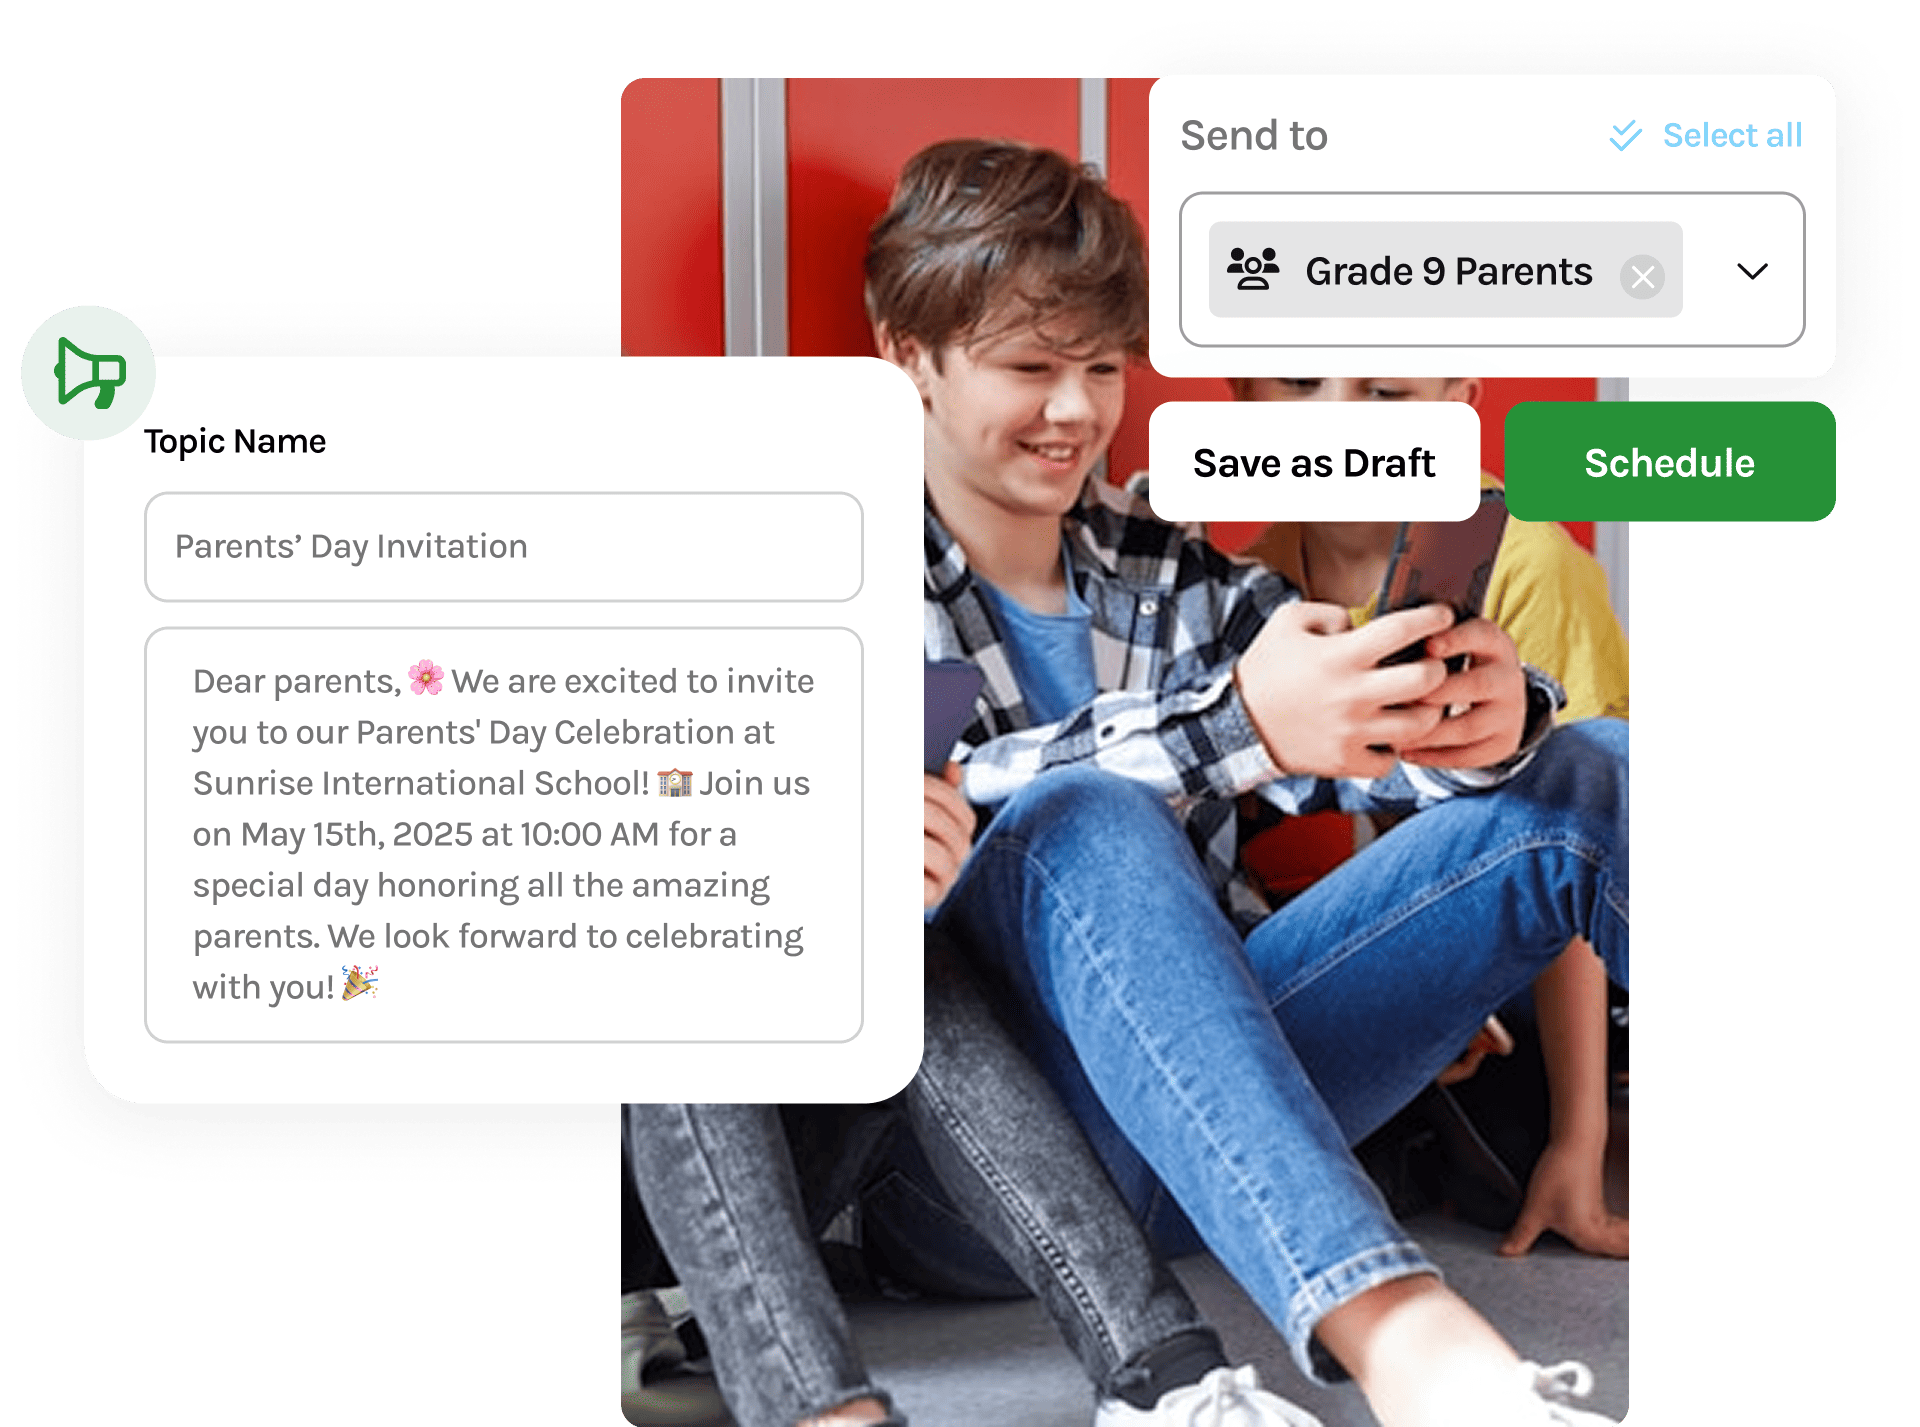 Send to
Select all
Grade 9 Parents
Save as Draft
Schedule
Topic Name
Parents’ Day Invitation
Dear parents, 🌸 We are excited to invite
you to our Parents' Day Celebration at
Sunrise International School! 🏫 Join us
on May 15th, 2025 at 10:00 AM for a
special day honoring all the amazing
parents. We look forward to celebrating
with you! 🎉